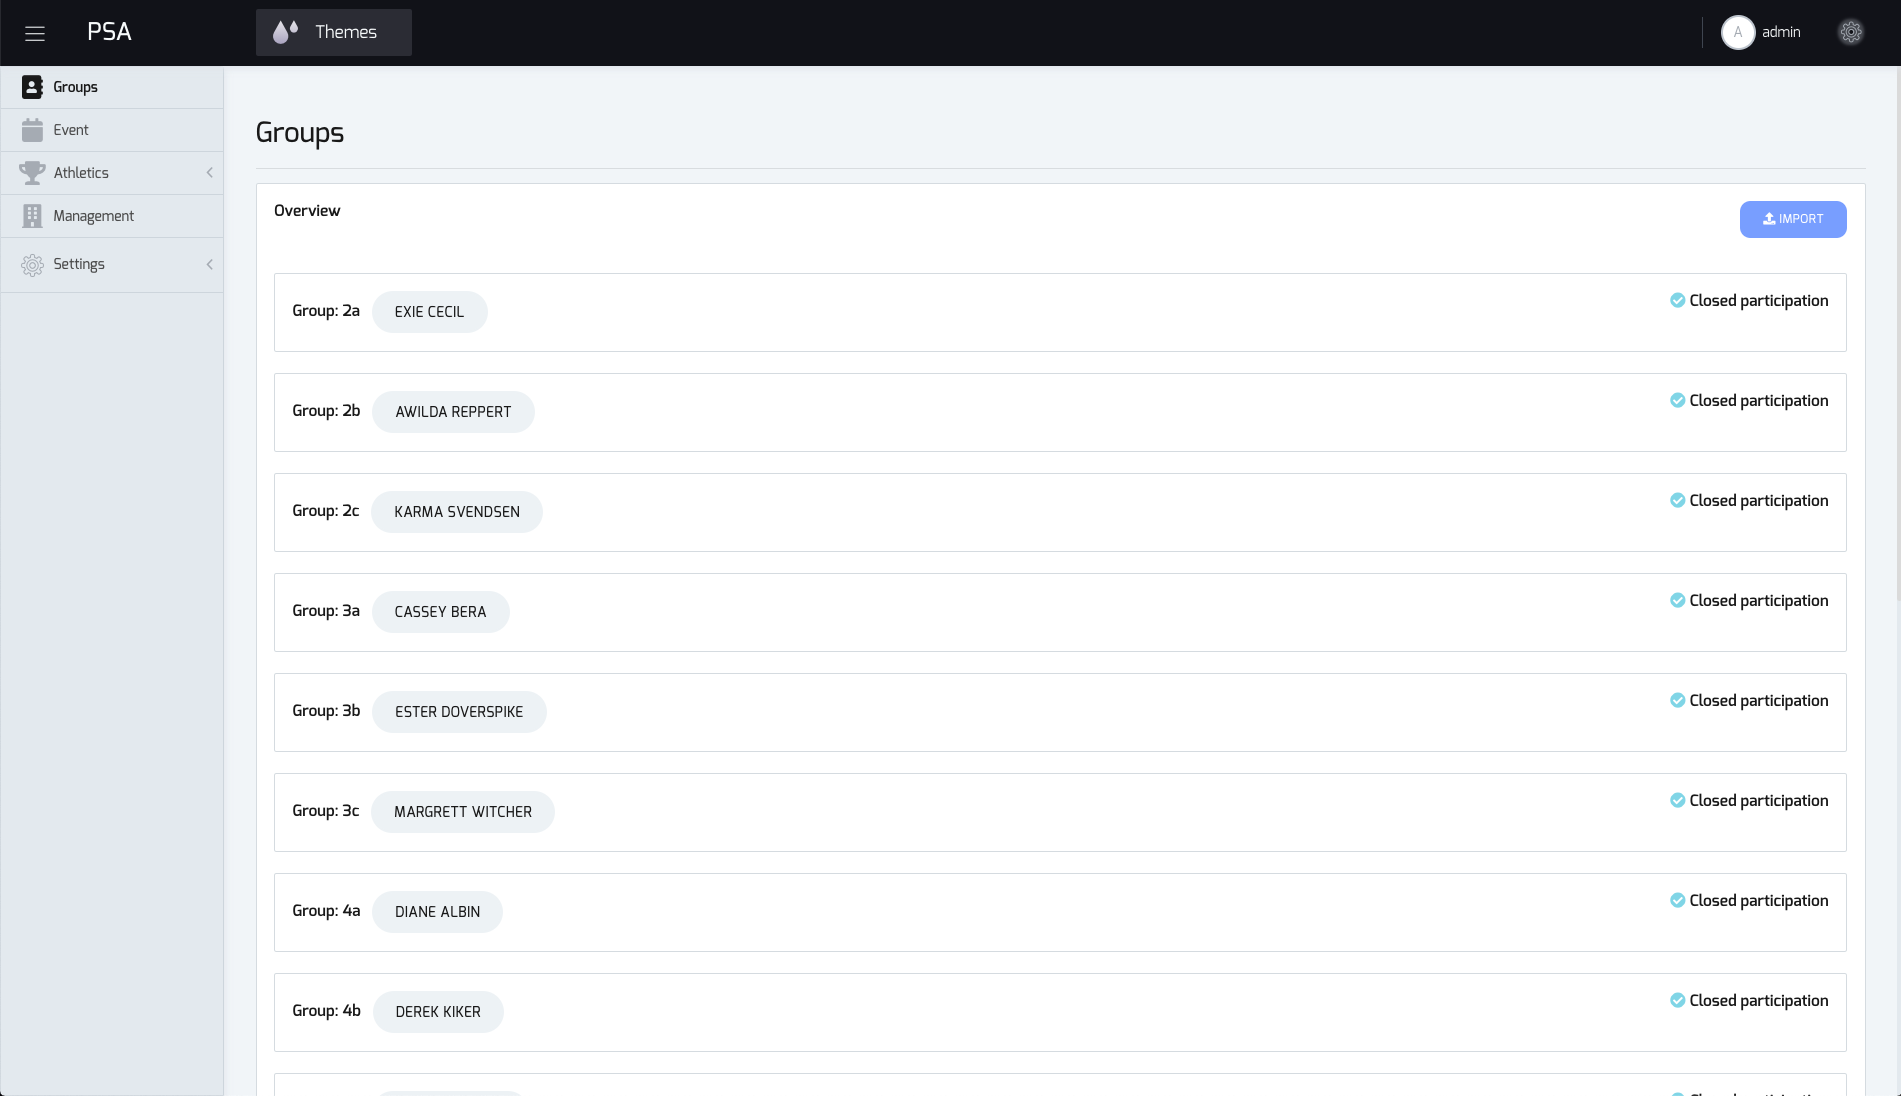 PSA
Themes
A
admin
Groups
Event
Athletics
Management
Settings
Groups
Overview
IMPORT
Group: 2a
EXIE CECIL
Closed participation
Group: 2b
AWILDA REPPERT
Closed participation
Group: 2c
KARMA SVENDSEN
Closed participation
Group: 3a
CASSEY BERA
Closed participation
Group: 3b
ESTER DOVERSPIKE
Closed participation
Group: 3c
MARGRETT WITCHER
Closed participation
Group: 4a
DIANE ALBIN
Closed participation
Group: 4b
DEREK KIKER
Closed participation